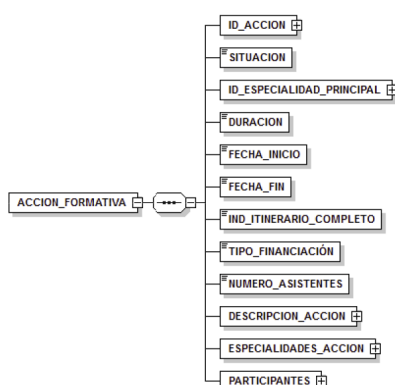 ID_ACCION
SITUACION
ID_ESPECIALIDAD_PRINCIPAL
DURACION
FECHA_INICIO
FECHA_FIN
ACCION_FORMATIVA
IND_ITINERARIO_COMPLETO
TIPO_FINANCIACIÓN
NUMERO_ASISTENTES
DESCRIPCION_ACCION
ESPECIALIDADES_ACCION
PARTICIPANTES